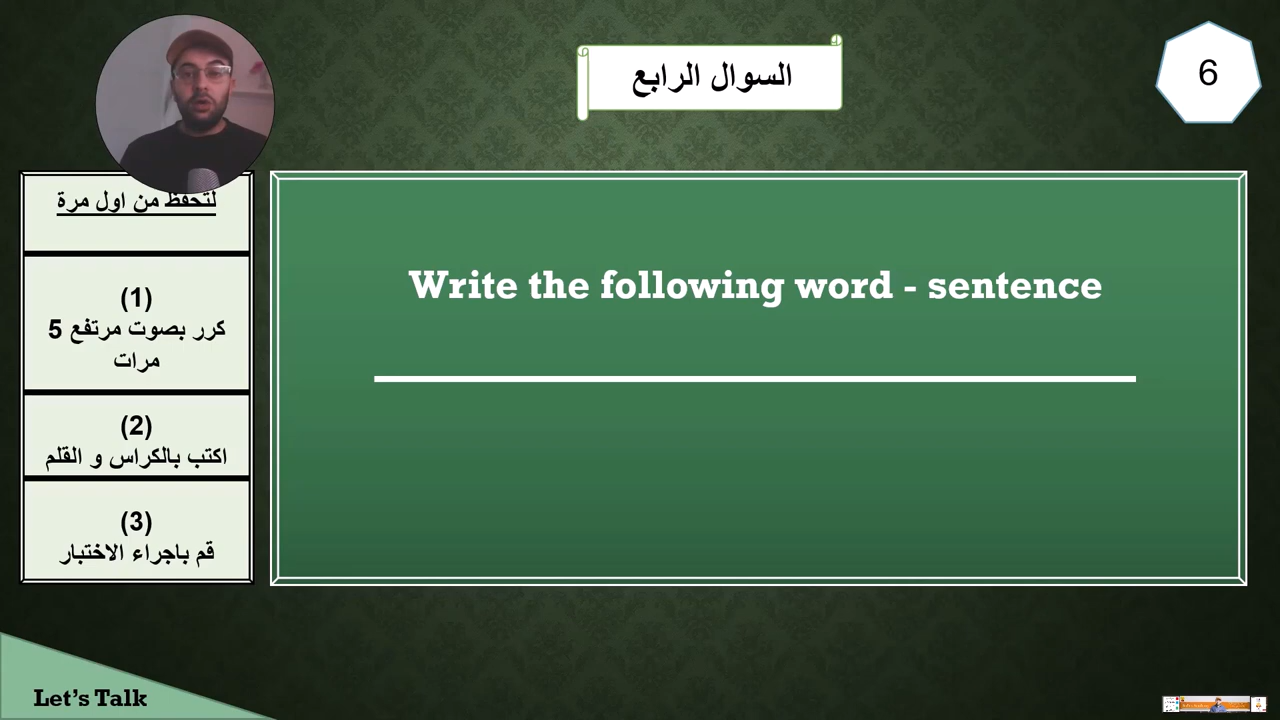 السوال الرابع
6
لتحفظ من اول مرة
(1)
كرر بصوت مرتفع 5
مرات
(2)
اكتب بالكراس و القلم
(3)
قم باجراء الاختبار
Write the following word - sentence
Let’s Talk